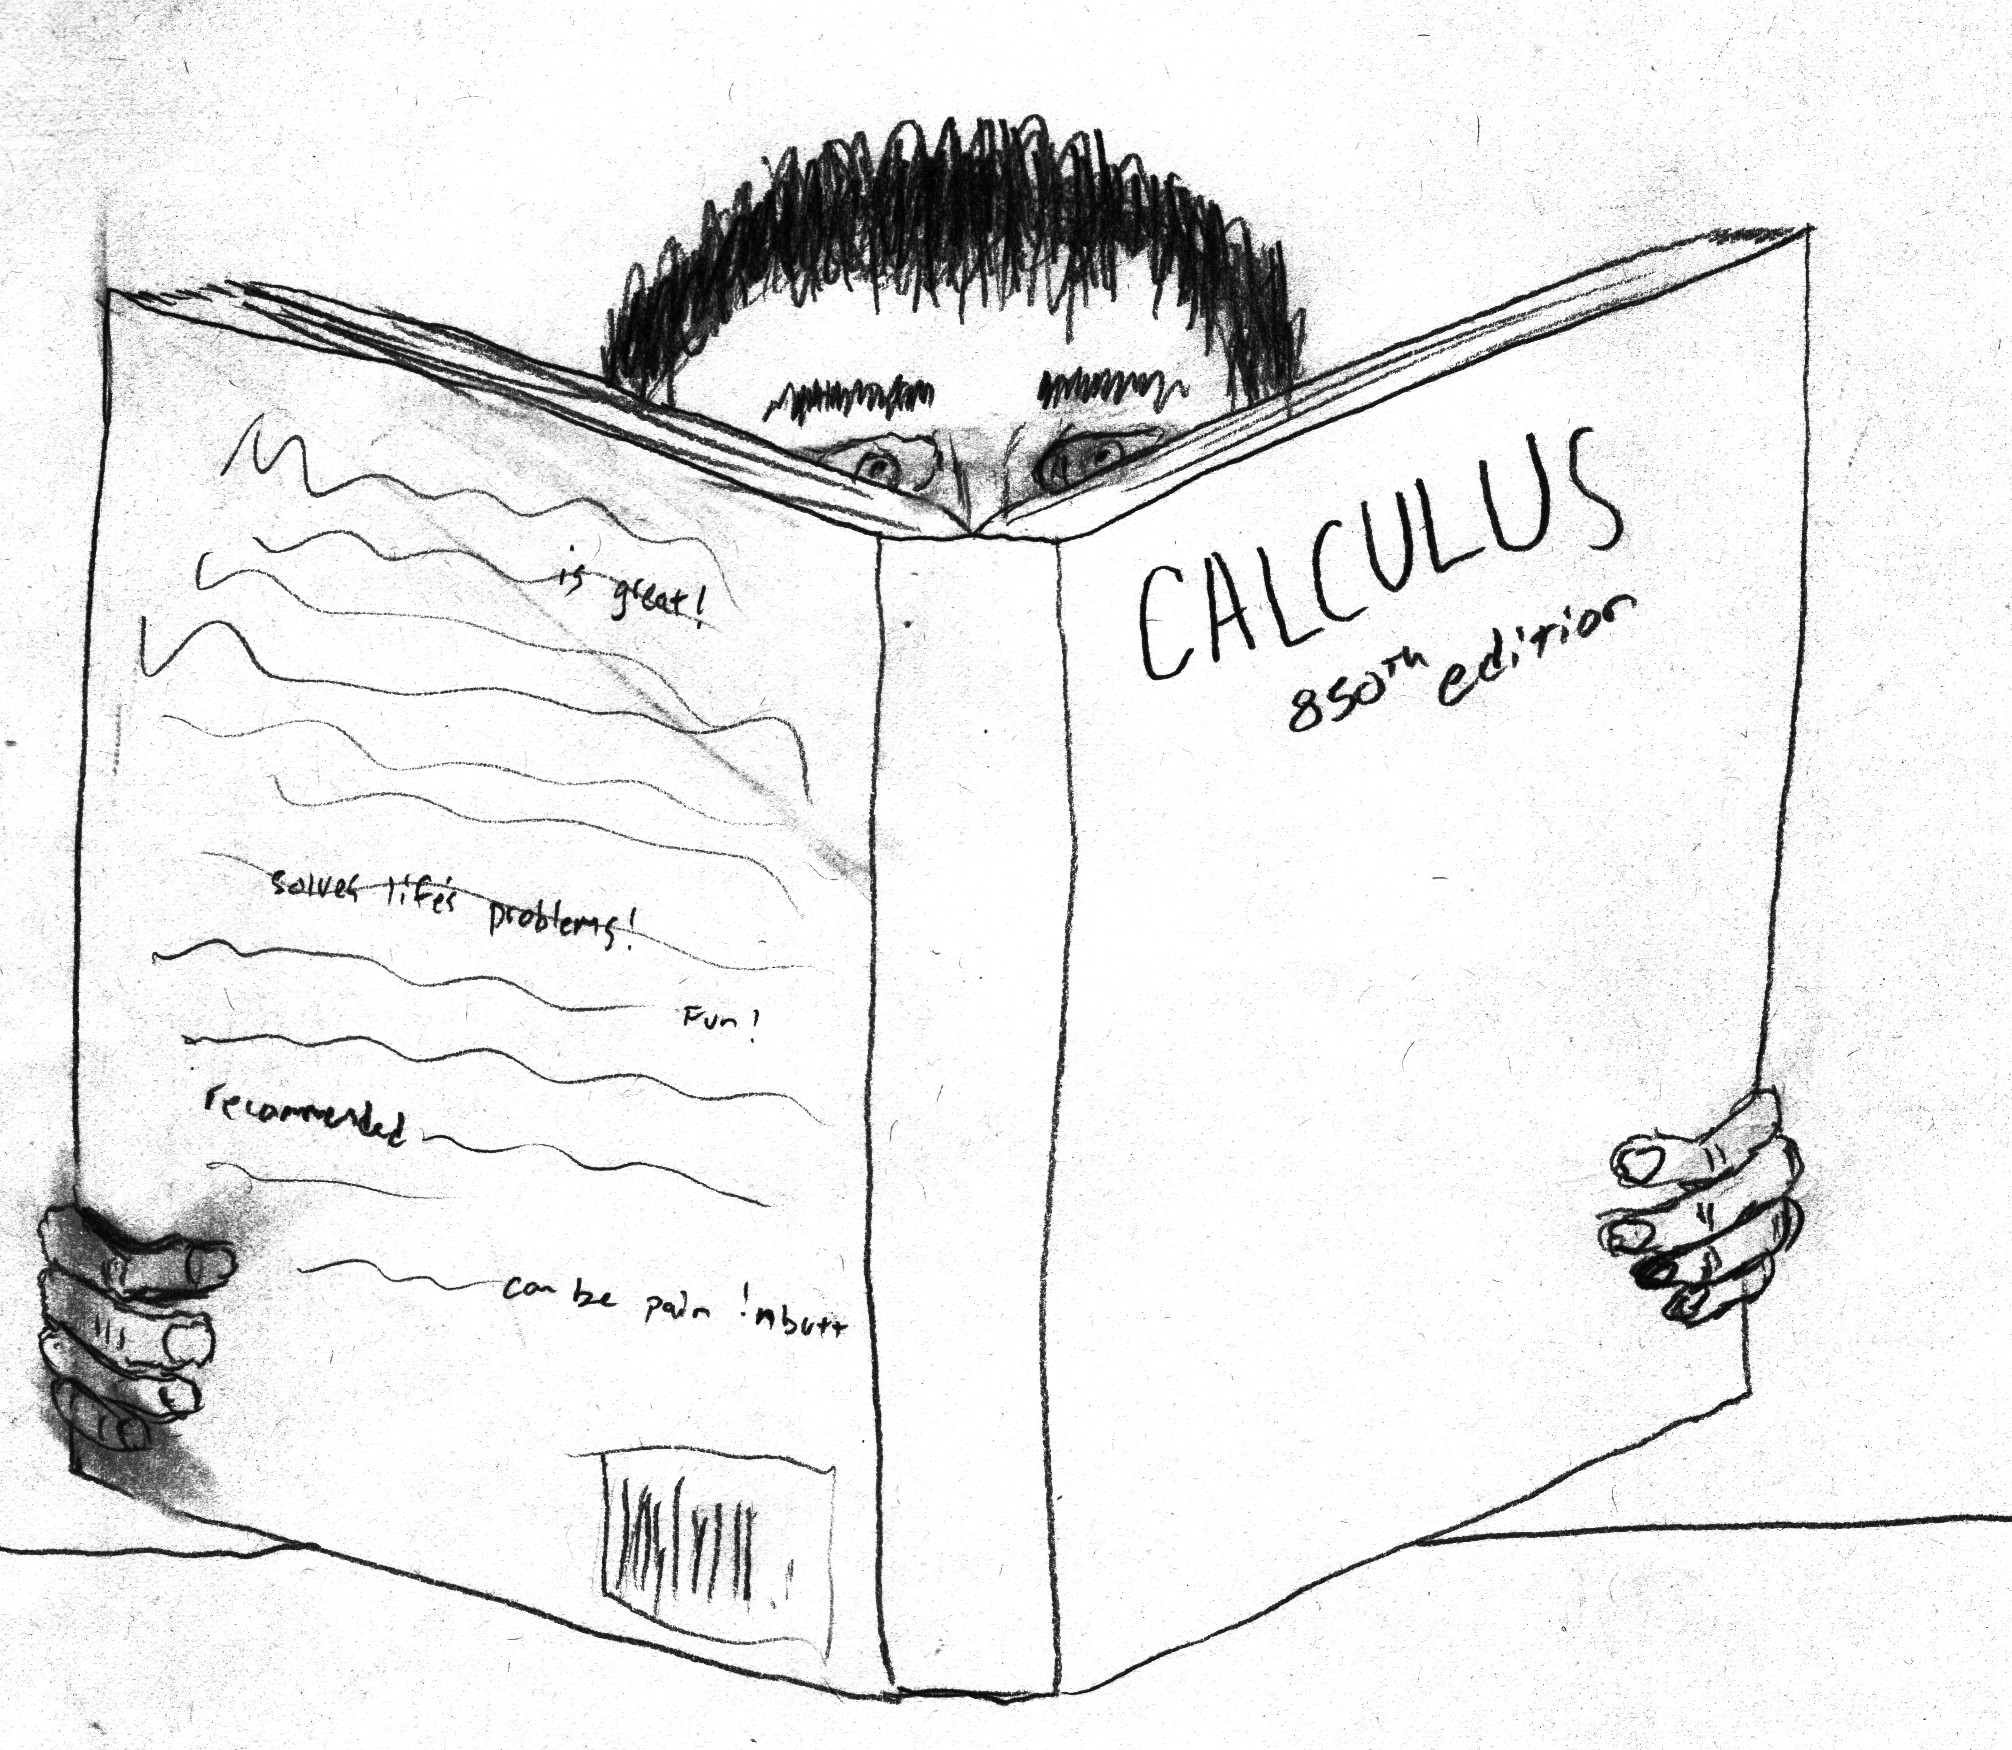 is great!
solves life's problems!
Fun!
recommended
can be pain in butt
CALCULUS
850TH edition